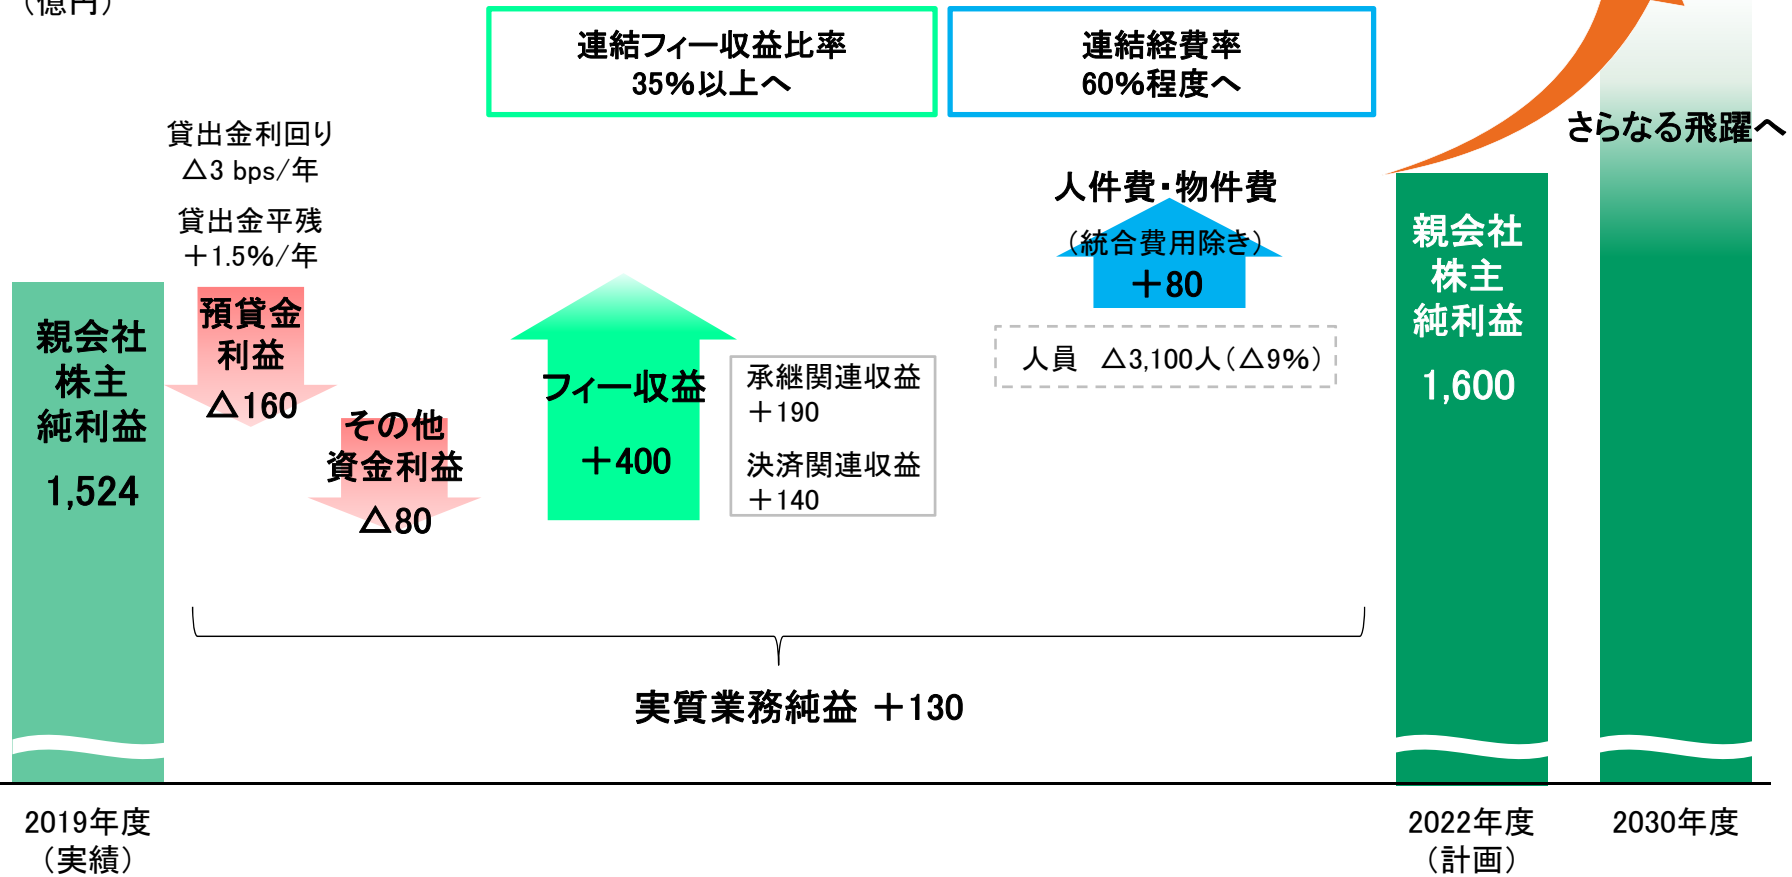 （億円）
連結フィー収益比率
35%以上へ
連結経費率
60%程度へ
さらなる飛躍へ
貸出金利回り
△3 bps/年
貸出金平残
＋1.5%/年
預貸金
利益
△160
その他
資金利益
△80
フィー収益
＋400
承継関連収益
＋190
決済関連収益
＋140
人件費・物件費
（統合費用除き）
＋80
人員　△3,100人（△9%）
親会社
株主
純利益
1,524
親会社
株主
純利益
1,600
実質業務純益 ＋130
2019年度
（実績）
2022年度
（計画）
2030年度